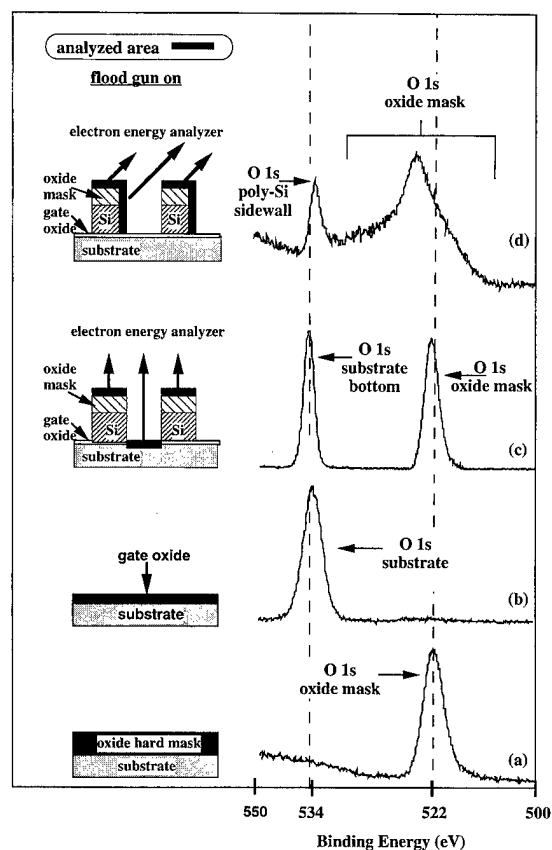 analyzed area
flood gun on
electron energy analyzer
oxide
mask
gate
oxide
Si
Si
substrate
O 1s
oxide mask
O 1s
poly-Si
sidewall
(d)
electron energy analyzer
oxide
mask
gate
oxide
Si
Si
substrate
O 1s
substrate
bottom
O 1s
oxide mask
(c)
gate oxide
substrate
O 1s
substrate
(b)
oxide hard mask
substrate
O 1s
oxide mask
(a)
550 534 522 500
Binding Energy (eV)